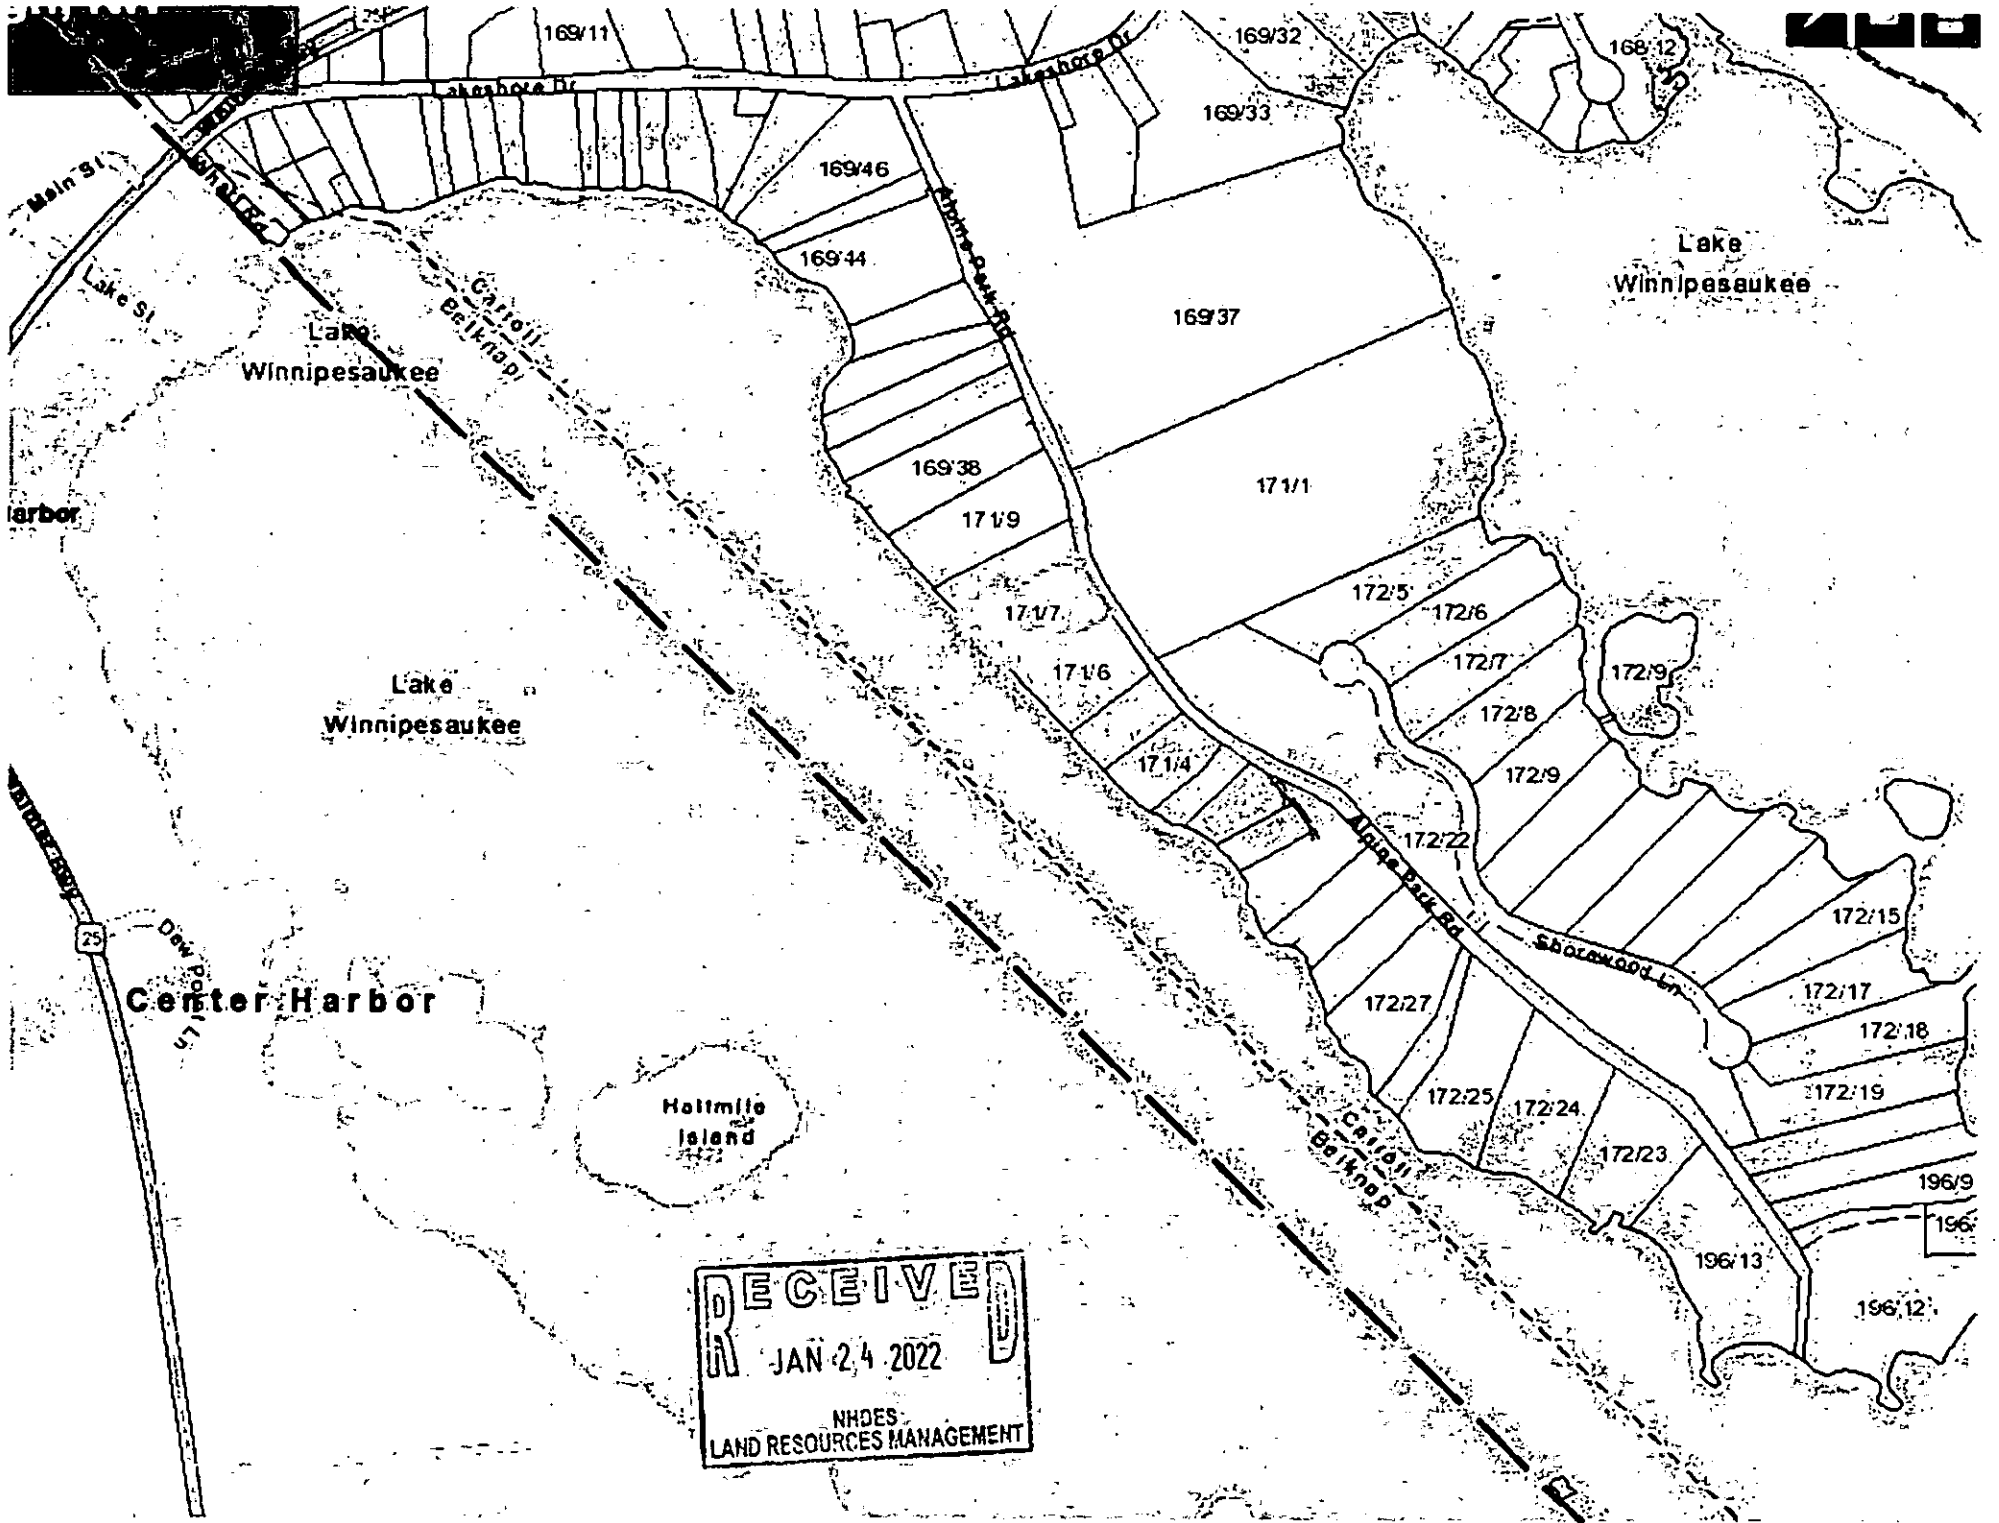 169/11
169/32
168/12
Lakeshore Dr
Lakeshore Dr
169/33
Main St
Wharf Rd
169/46
Alpine Park Rd
169/44
Lake
Winnipesaukee
Lake St
Carroll
Belknap
Lake
Winnipesaukee
169/37
169/38
171/1
arbor
171/9
171/7
172/5
172/6
171/6
172/7
172/9
Lake
Winnipesaukee
172/8
171/4
172/9
172/22
Alpine Park Rd
25
Dew Point Ln
172/15
Shorewood Ln
Center Harbor
172/27
172/17
172/18
Halfmile
Island
172/25
172/24
172/19
Carroll
Belknap
172/23
196/9
196/
196/13
196/12
RECEIVED
JAN 24 2022
NHDES
LAND RESOURCES MANAGEMENT